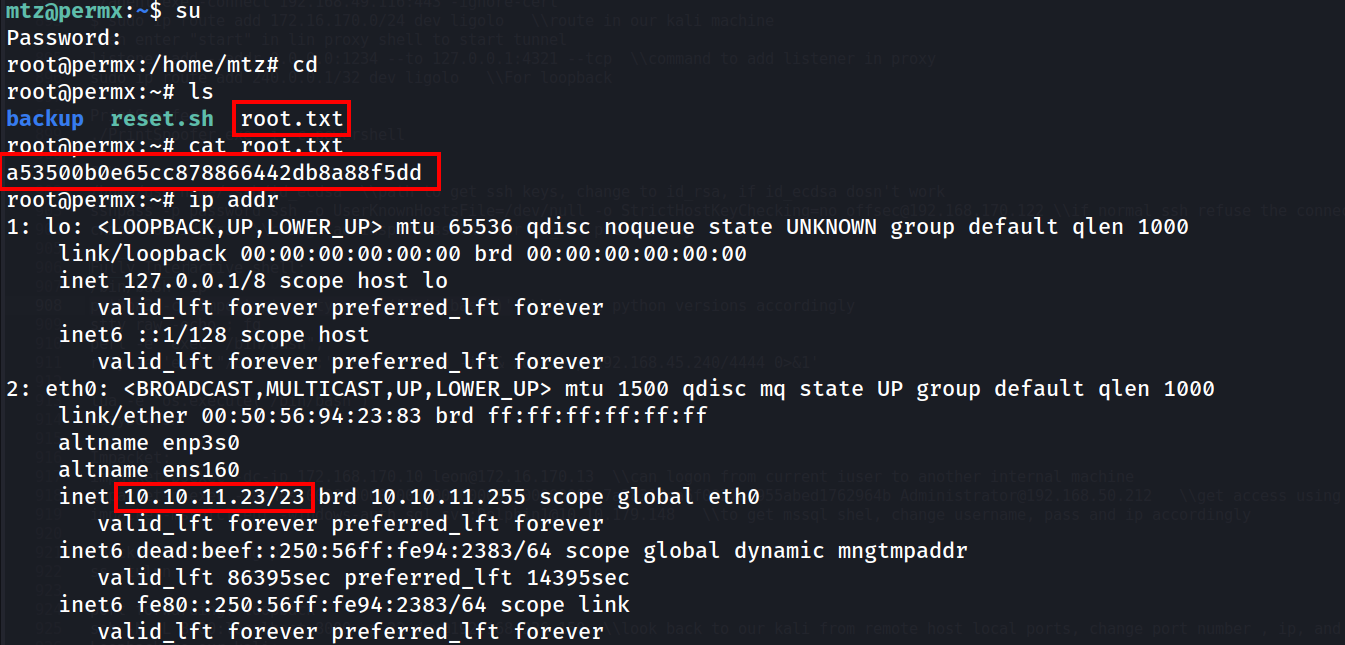 mtz@permx:~$ su
Password:
root@permx:/home/mtz# cd
root@permx:~# ls
backup  reset.sh  root.txt
root@permx:~# cat root.txt
a53500b0e65cc878866442db8a88f5dd
root@permx:~# ip addr
1: lo: <LOOPBACK,UP,LOWER_UP> mtu 65536 qdisc noqueue state UNKNOWN group default qlen 1000
    link/loopback 00:00:00:00:00:00 brd 00:00:00:00:00:00
    inet 127.0.0.1/8 scope host lo
       valid_lft forever preferred_lft forever
    inet6 ::1/128 scope host
       valid_lft forever preferred_lft forever
2: eth0: <BROADCAST,MULTICAST,UP,LOWER_UP> mtu 1500 qdisc mq state UP group default qlen 1000
    link/ether 00:50:56:94:23:83 brd ff:ff:ff:ff:ff:ff
    altname enp3s0
    altname ens160
    inet 10.10.11.23/23 brd 10.10.11.255 scope global eth0
       valid_lft forever preferred_lft forever
    inet6 dead:beef::250:56ff:fe94:2383/64 scope global dynamic mngtmpaddr
       valid_lft 86395sec preferred_lft 14395sec
    inet6 fe80::250:56ff:fe94:2383/64 scope link
       valid_lft forever preferred_lft forever